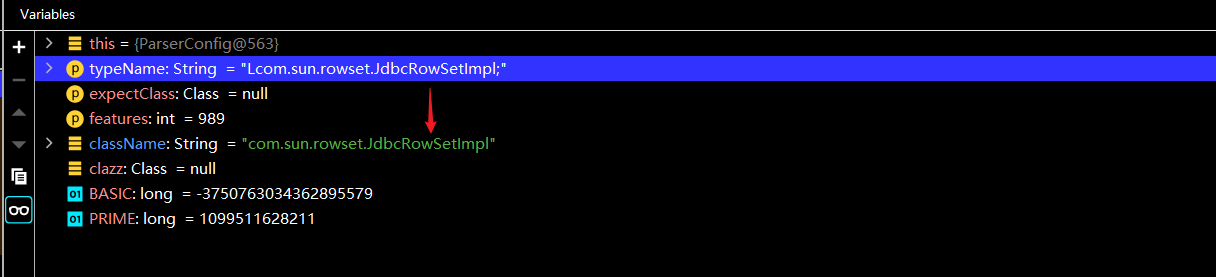 Variables
this = {ParserConfig@563}
typeName: String = "Lcom.sun.rowset.JdbcRowSetImpl;"
expectClass: Class = null
features: int = 989
className: String = "com.sun.rowset.JdbcRowSetImpl"
clazz: Class = null
BASIC: long = -3750763034362895579
PRIME: long = 1099511628211